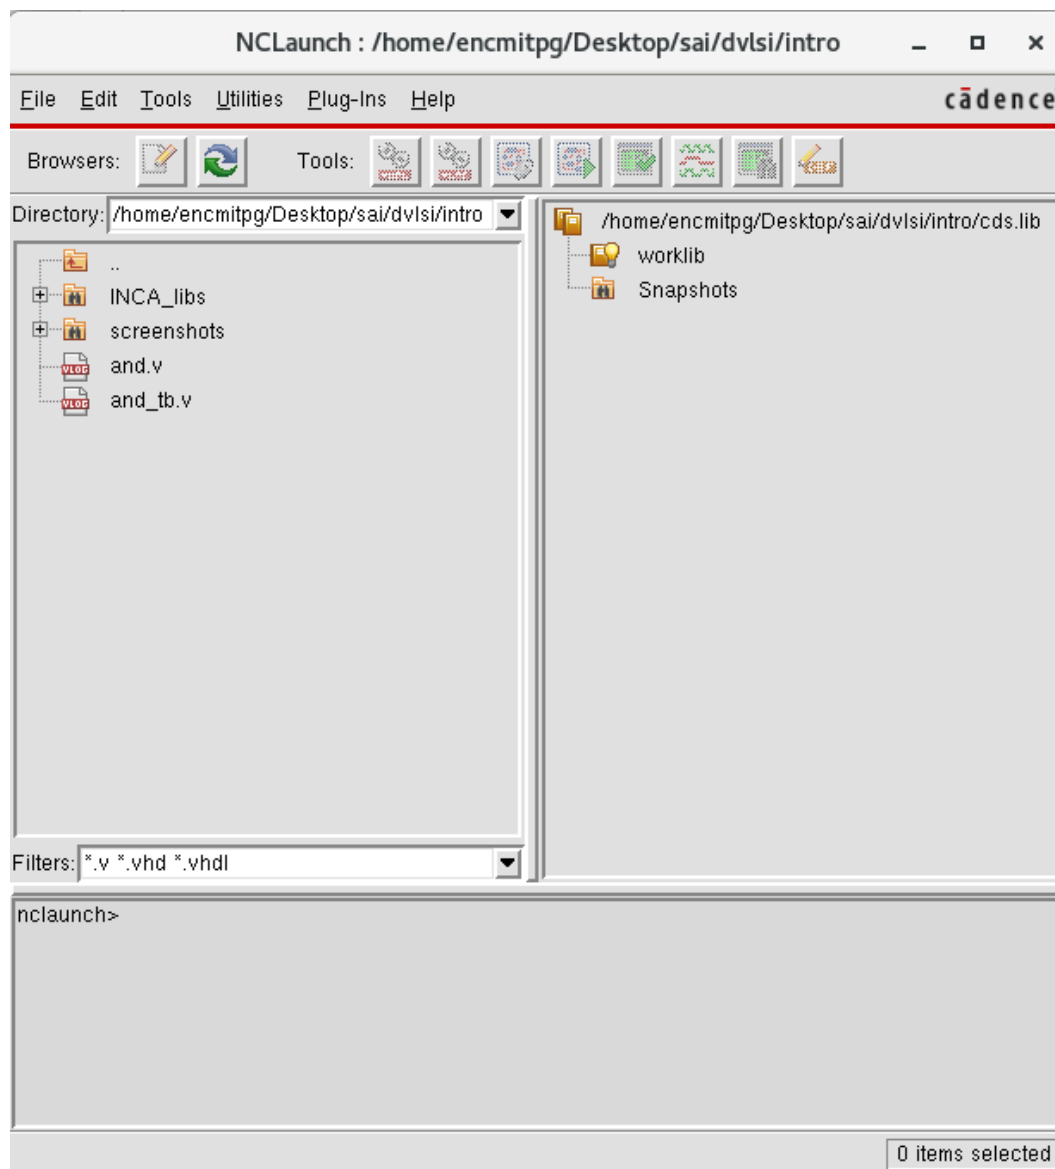 NCLaunch : /home/encmitpg/Desktop/sai/dvlsi/intro
File Edit Tools Utilities Plug-Ins Help
cādence
Browsers: Tools:
Directory: /home/encmitpg/Desktop/sai/dvlsi/intro
..
INCA_libs
screenshots
VLOG and.v
VLOG and_tb.v
Filters: *.v *.vhd *.vhdl
/home/encmitpg/Desktop/sai/dvlsi/intro/cds.lib
worklib
Snapshots
nclaunch>
0 items selected